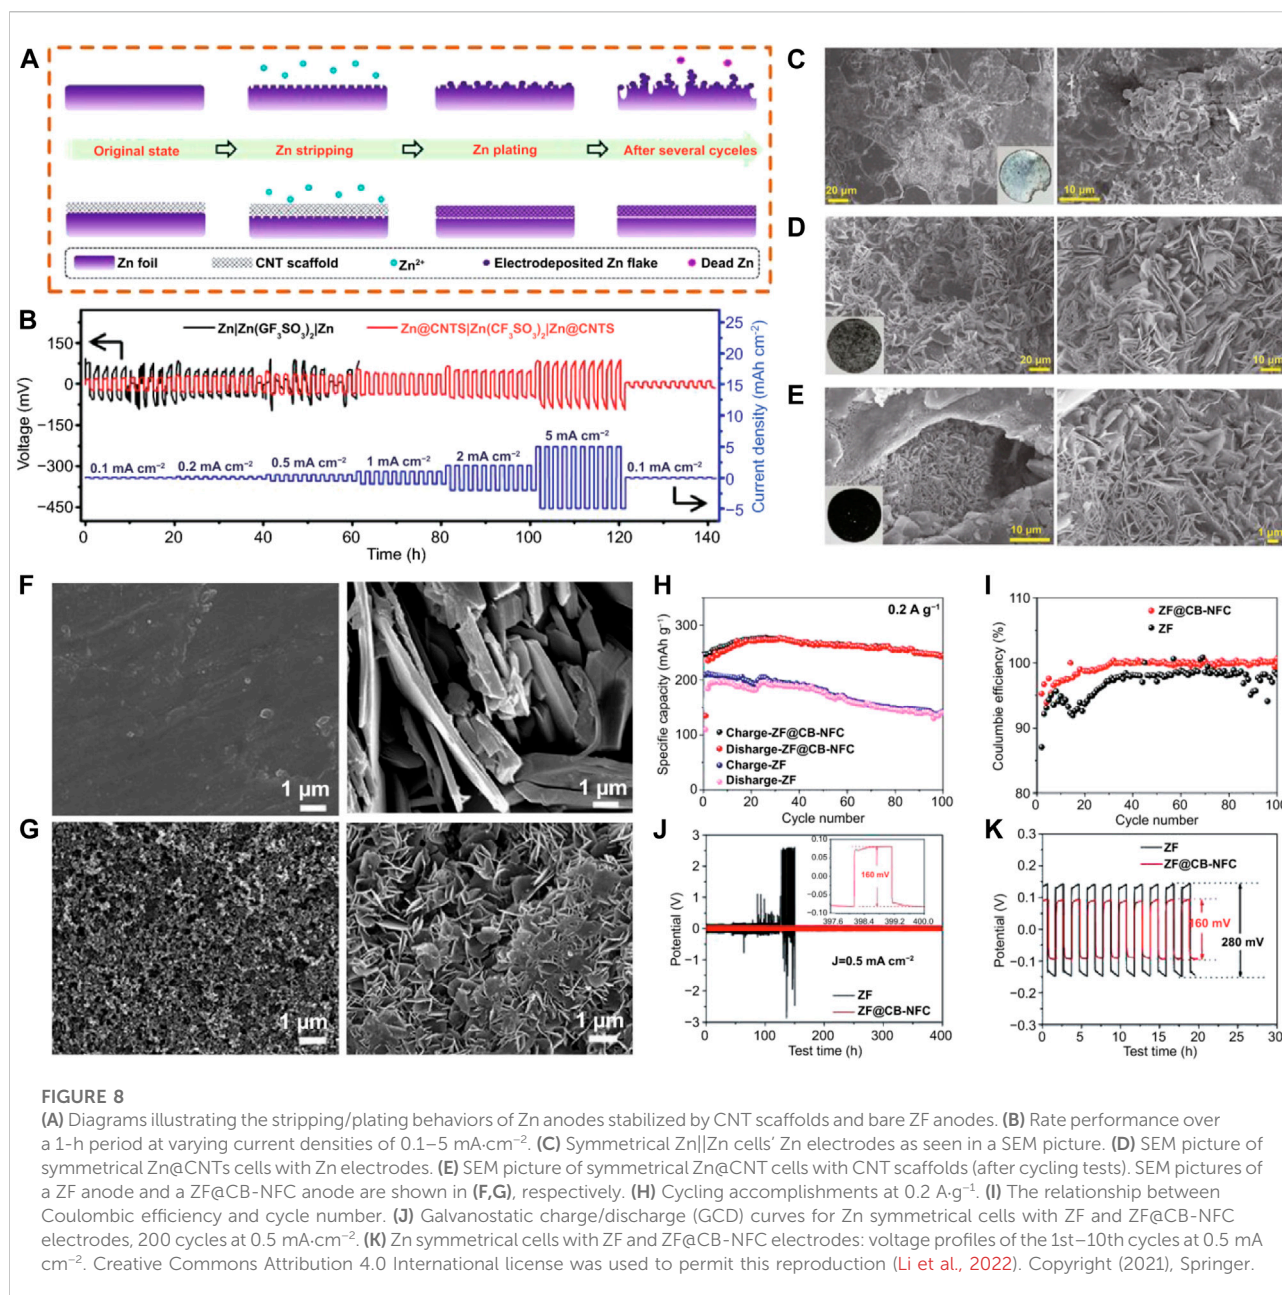 A
Original state
Zn stripping
Zn plating
After several cyceles
Zn foil
CNT scaffold
Zn²⁺
Electrodeposited Zn flake
Dead Zn
B
Zn|Zn(GF₃SO₃)₂|Zn
Zn@CNTS|Zn(CF₃SO₃)₂|Zn@CNTS
150
0
−150
−300
−450
Voltage (mV)
25
20
15
10
5
0
−5
Current density (mAh cm⁻²)
0.1 mA cm⁻²
0.2 mA cm⁻²
0.5 mA cm⁻²
1 mA cm⁻²
2 mA cm⁻²
5 mA cm⁻²
0.1 mA cm⁻²
0 20 40 60 80 100 120 140
Time (h)
C
20 µm
10 µm
D
20 µm
10 µm
E
10 µm
1 µm
F
1 µm
1 µm
G
1 µm
1 µm
H
0.2 A g⁻¹
300
200
100
0
Specifie capacity (mAh g⁻¹)
Charge-ZF@CB-NFC
Disharge-ZF@CB-NFC
Charge-ZF
Disharge-ZF
0 20 40 60 80 100
Cycle number
I
110
100
90
80
Coulumbie efficiency (%)
ZF@CB-NFC
ZF
0 20 40 60 80 100
Cycle number
J
3
2
1
0
−1
−2
−3
Potential (V)
0.10
0.05
0.00
−0.05
−0.10
160 mV
397.6 398.4 399.2 400.0
J=0.5 mA cm⁻²
ZF
ZF@CB-NFC
0 100 200 300 400
Test time (h)
K
0.3
0.2
0.1
0.0
−0.1
−0.2
−0.3
Potential (V)
ZF
ZF@CB-NFC
160 mV
280 mV
0 5 10 15 20 25 30
Test time (h)
FIGURE 8
(A) Diagrams illustrating the stripping/plating behaviors of Zn anodes stabilized by CNT scaffolds and bare ZF anodes. (B) Rate performance over
a 1-h period at varying current densities of 0.1–5 mA·cm⁻². (C) Symmetrical Zn||Zn cells’ Zn electrodes as seen in a SEM picture. (D) SEM picture of
symmetrical Zn@CNTs cells with Zn electrodes. (E) SEM picture of symmetrical Zn@CNT cells with CNT scaffolds (after cycling tests). SEM pictures of
a ZF anode and a ZF@CB-NFC anode are shown in (F,G), respectively. (H) Cycling accomplishments at 0.2 A·g⁻¹. (I) The relationship between
Coulombic efficiency and cycle number. (J) Galvanostatic charge/discharge (GCD) curves for Zn symmetrical cells with ZF and ZF@CB-NFC
electrodes, 200 cycles at 0.5 mA·cm⁻². (K) Zn symmetrical cells with ZF and ZF@CB-NFC electrodes: voltage profiles of the 1st–10th cycles at 0.5 mA
cm⁻². Creative Commons Attribution 4.0 International license was used to permit this reproduction (Li et al., 2022). Copyright (2021), Springer.